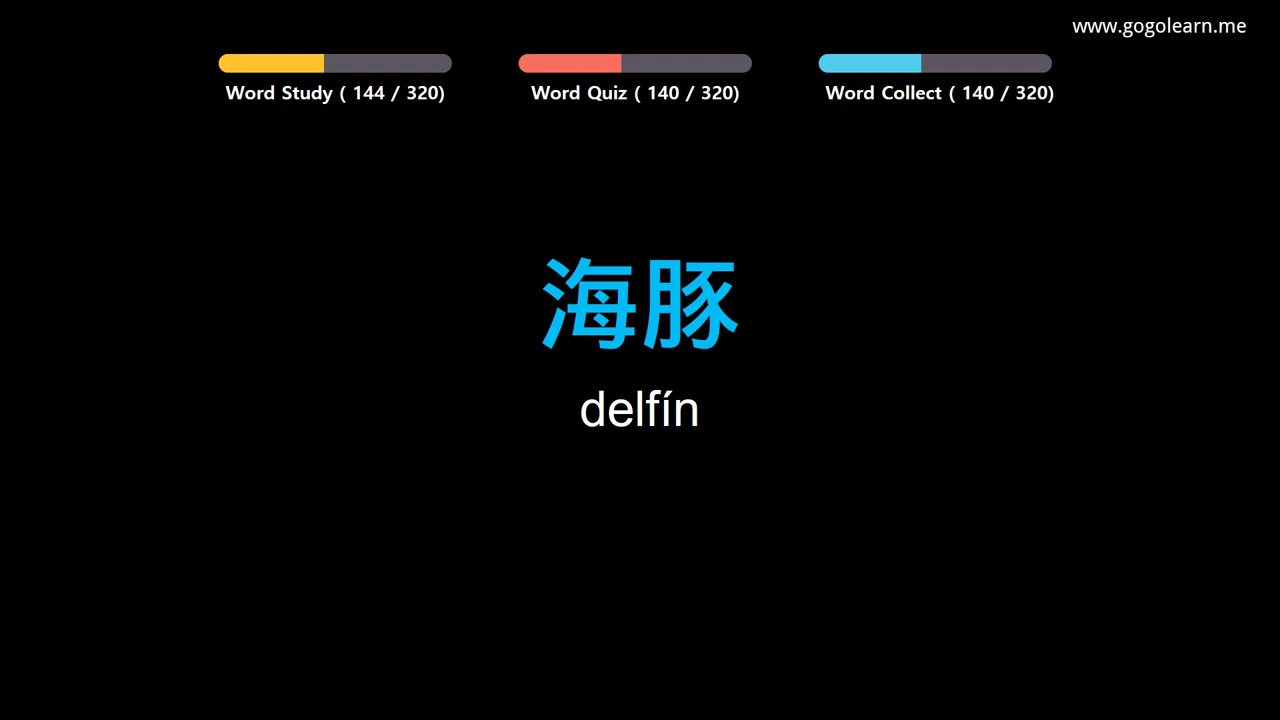 www.gogolearn.me
Word Study ( 144 / 320)
Word Quiz ( 140 / 320)
Word Collect ( 140 / 320)
海豚
delfín